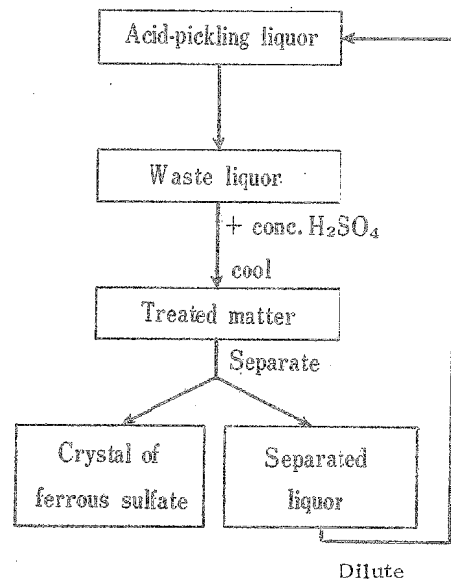 Acid-pickling liquor
Waste liquor
+ conc. H₂SO₄
cool
Treated matter
Separate
Crystal of
ferrous sulfate
Separated
liquor
Dilute